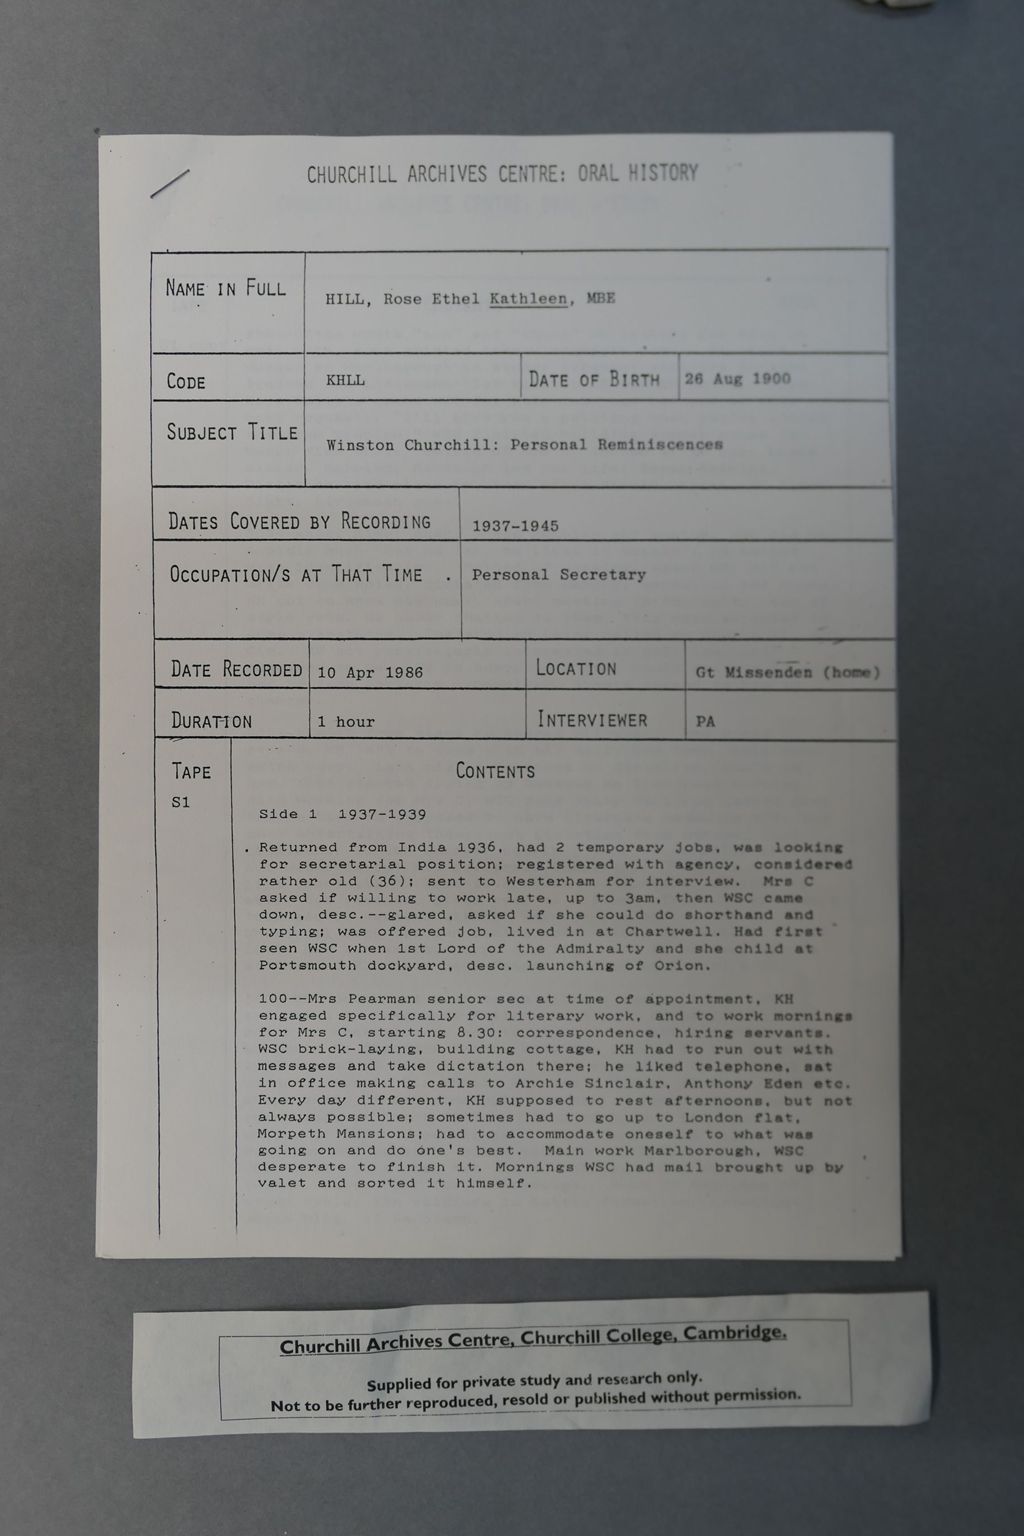 CHURCHILL ARCHIVES CENTRE: ORAL HISTORY
NAME IN FULL
HILL, Rose Ethel Kathleen, MBE
CODE
KHLL
DATE OF BIRTH
26 Aug 1900
SUBJECT TITLE
Winston Churchill: Personal Reminiscences
DATES COVERED BY RECORDING
1937-1945
OCCUPATION/S AT THAT TIME .
Personal Secretary
DATE RECORDED
10 Apr 1986
LOCATION
Gt Missenden (home)
DURATION
1 hour
INTERVIEWER
PA
TAPE
CONTENTS
S1
Side 1 1937-1939
. Returned from India 1936, had 2 temporary jobs, was looking
for secretarial position; registered with agency, considered
rather old (36); sent to Westerham for interview. Mrs C
asked if willing to work late, up to 3am, then WSC came
down, desc.--glared, asked if she could do shorthand and
typing; was offered job, lived in at Chartwell. Had first
seen WSC when 1st Lord of the Admiralty and she child at
Portsmouth dockyard, desc. launching of Orion.
100--Mrs Pearman senior sec at time of appointment, KH
engaged specifically for literary work, and to work mornings
for Mrs C, starting 8.30: correspondence, hiring servants.
WSC brick-laying, building cottage, KH had to run out with
messages and take dictation there; he liked telephone, sat
in office making calls to Archie Sinclair, Anthony Eden etc.
Every day different, KH supposed to rest afternoons, but not
always possible; sometimes had to go up to London flat,
Morpeth Mansions; had to accommodate oneself to what was
going on and do one's best. Main work Marlborough, WSC
desperate to finish it. Mornings WSC had mail brought up by
valet and sorted it himself.
Churchill Archives Centre, Churchill College, Cambridge.
Supplied for private study and research only.
Not to be further reproduced, resold or published without permission.